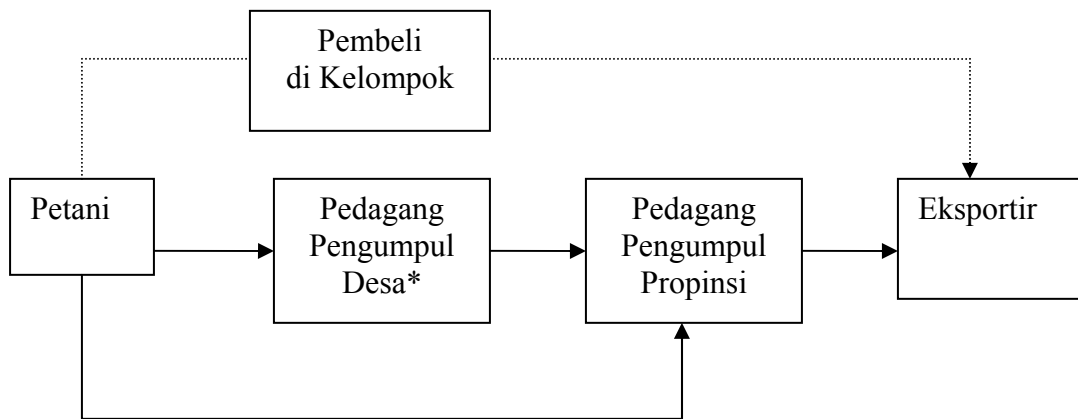 Pembeli
di Kelompok
Petani
Pedagang
Pengumpul
Desa*
Pedagang
Pengumpul
Propinsi
Eksportir